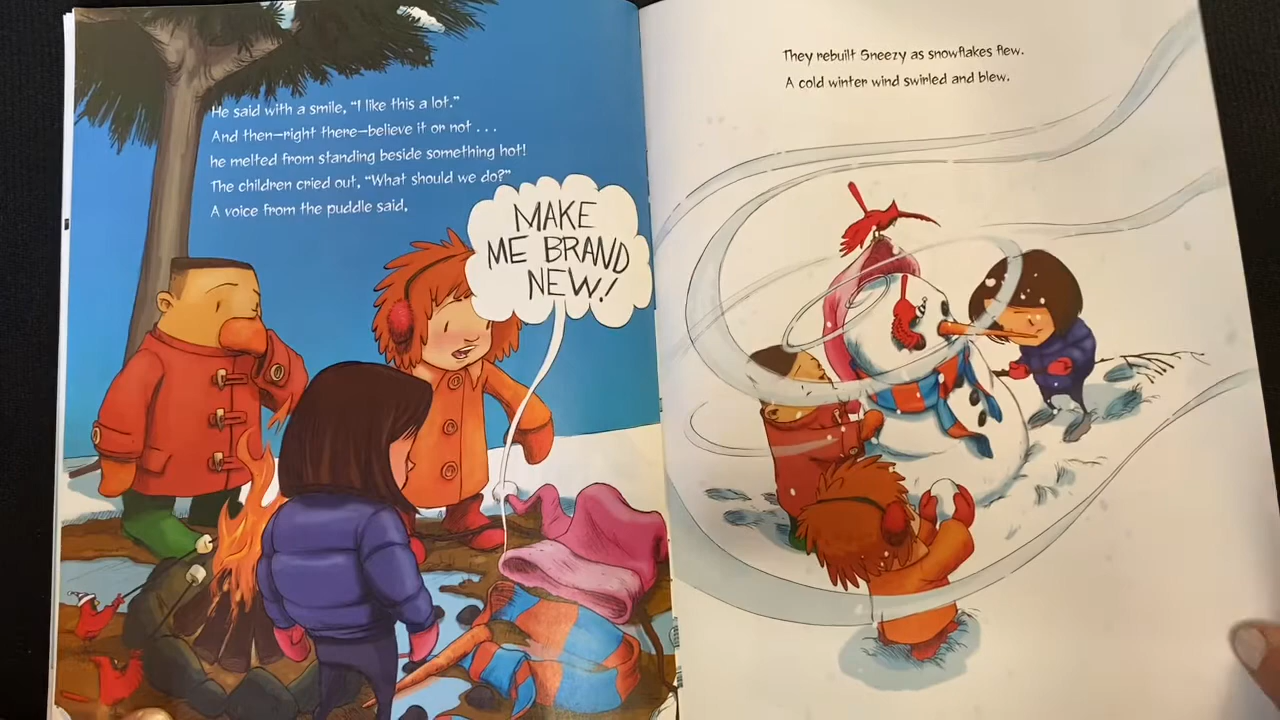 He said with a smile, “I like this a lot.”
And then—right there—believe it or not . . .
he melted from standing beside something hot!
The children cried out, “What should we do?”
A voice from the puddle said,
MAKE
ME BRAND
NEW!
They rebuilt Sneezy as snowflakes flew.
A cold winter wind swirled and blew.